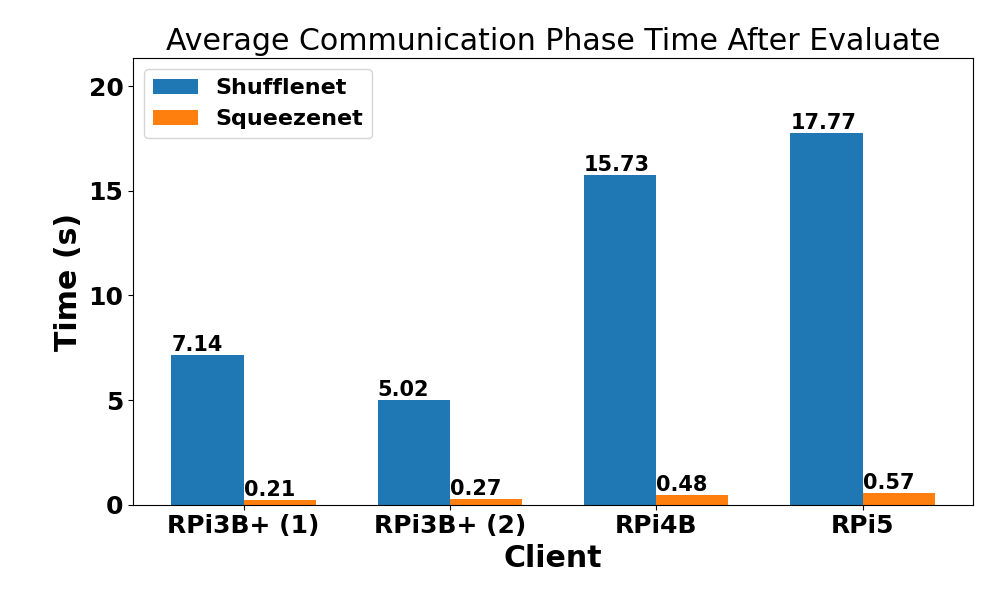 Average Communication Phase Time After Evaluate
Shufflenet
Squeezenet
Time (s)
20
15
10
5
0
7.14
0.21
5.02
0.27
15.73
0.48
17.77
0.57
RPi3B+ (1)
RPi3B+ (2)
RPi4B
RPi5
Client